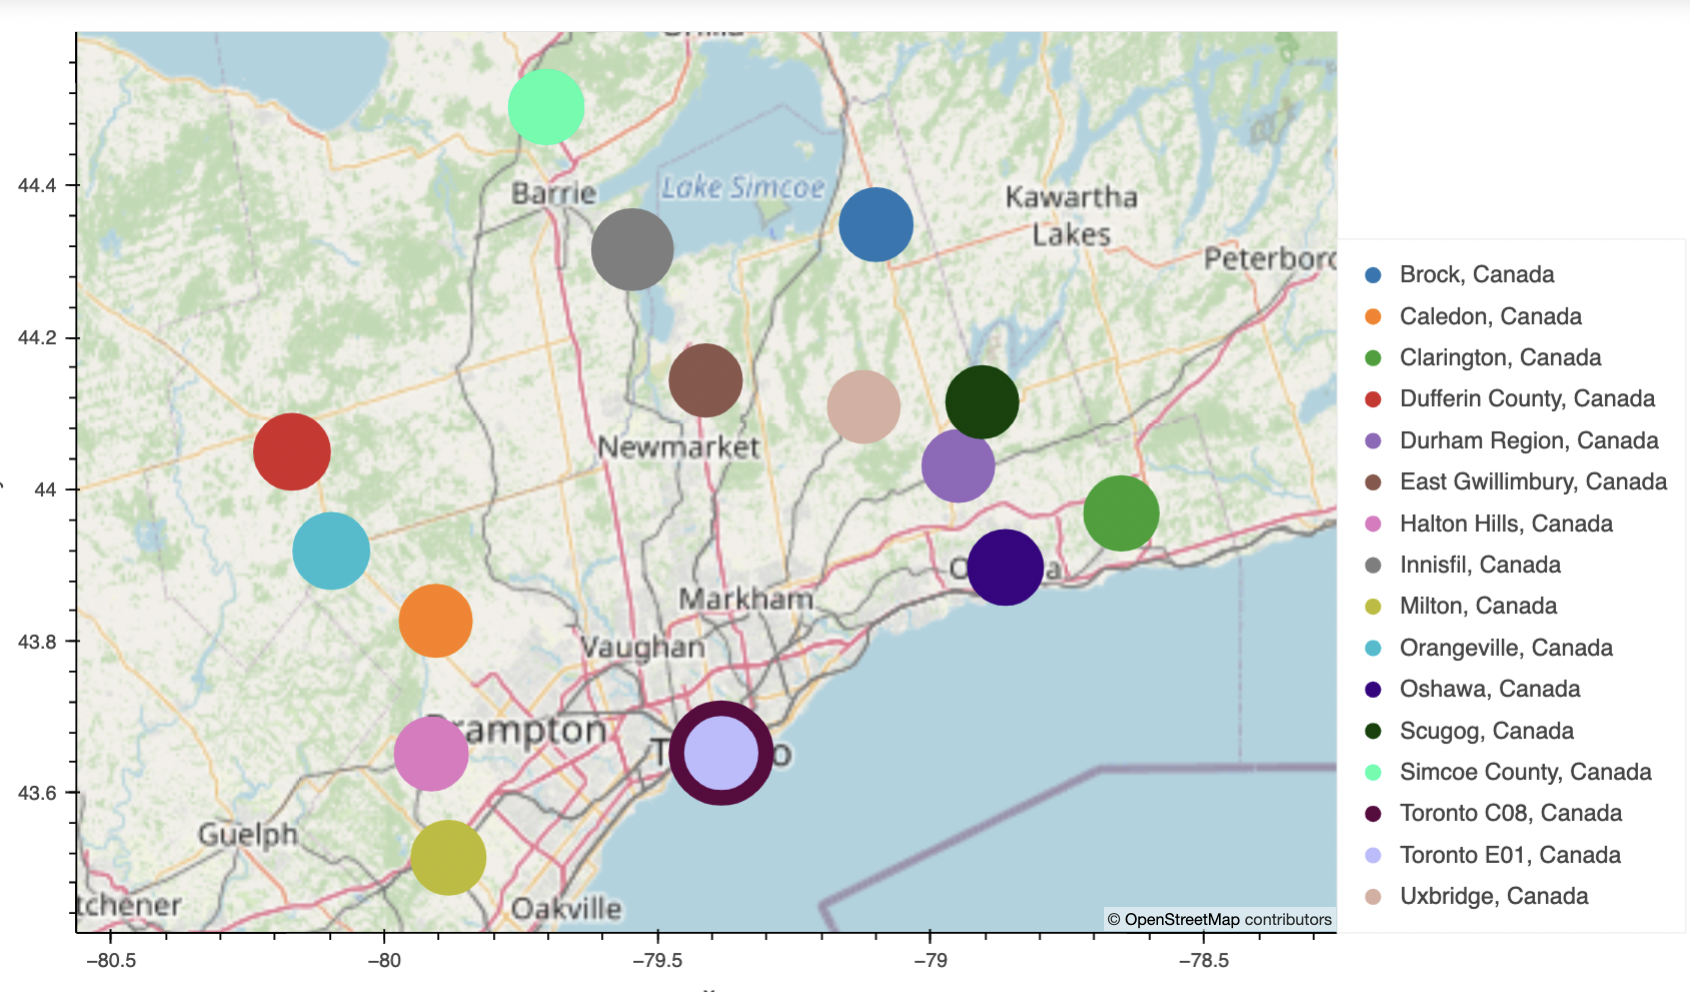 44.4
44.2
44
43.8
43.6
−80.5
−80
−79.5
−79
−78.5
Barrie
Lake Simcoe
Kawartha
Lakes
Newmarket
Markham
Vaughan
Guelph
Oakville
© OpenStreetMap contributors
Brock, Canada
Caledon, Canada
Clarington, Canada
Dufferin County, Canada
Durham Region, Canada
East Gwillimbury, Canada
Halton Hills, Canada
Innisfil, Canada
Milton, Canada
Orangeville, Canada
Oshawa, Canada
Scugog, Canada
Simcoe County, Canada
Toronto C08, Canada
Toronto E01, Canada
Uxbridge, Canada